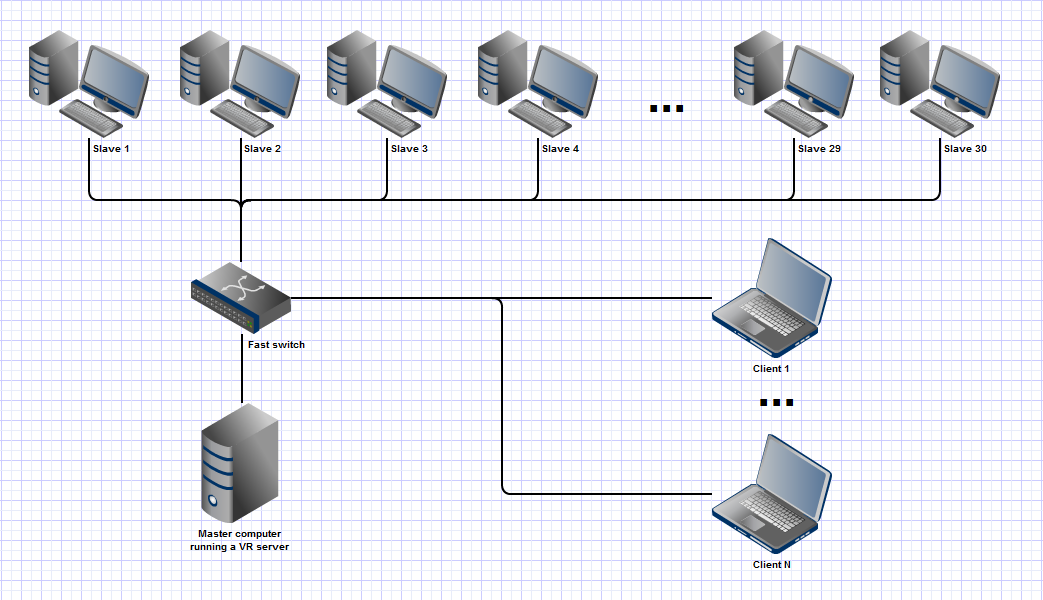 Slave 1
Slave 2
Slave 3
Slave 4
...
Slave 29
Slave 30
Fast switch
Client 1
...
Master computer
running a VR server
Client N